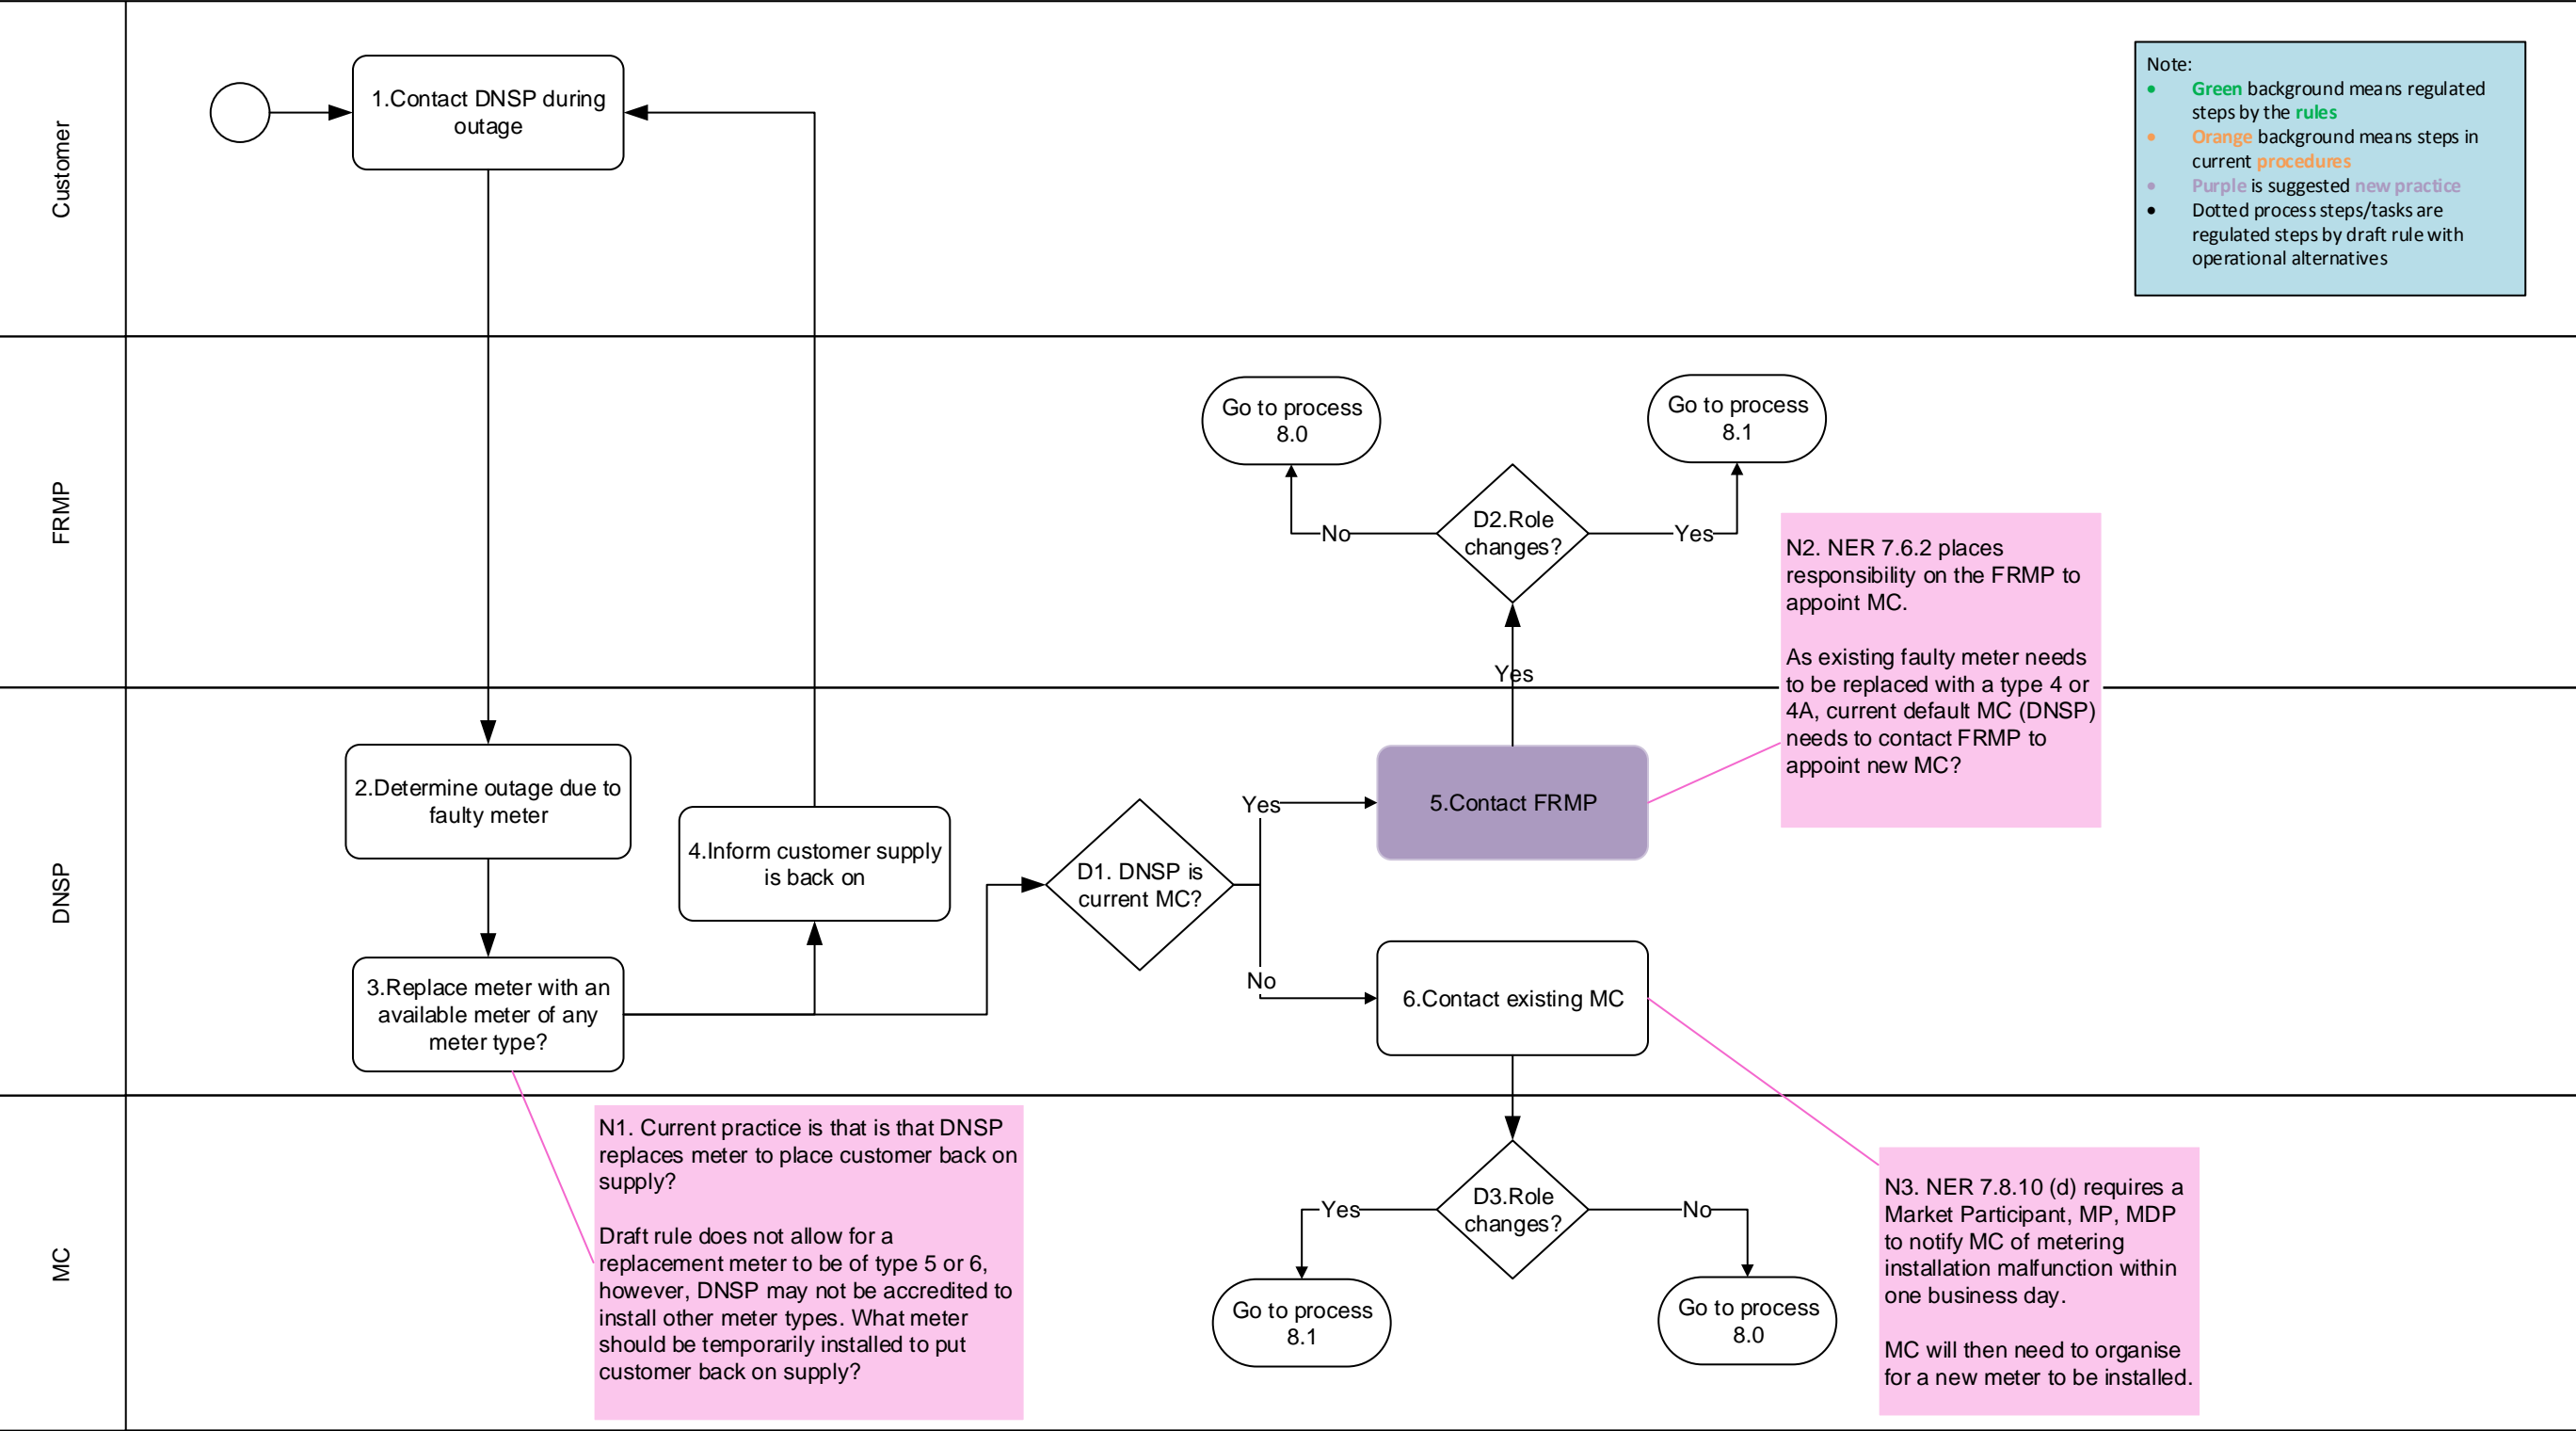 Customer
1.Contact DNSP during
outage
Note:
• Green background means regulated
steps by the rules
• Orange background means steps in
current procedures
• Purple is suggested new practice
• Dotted process steps/tasks are
regulated steps by draft rule with
operational alternatives
FRMP
Go to process
8.0
Go to process
8.1
D2.Role
changes?
No
Yes
Yes
N2. NER 7.6.2 places
responsibility on the FRMP to
appoint MC.
As existing faulty meter needs
to be replaced with a type 4 or
4A, current default MC (DNSP)
needs to contact FRMP to
appoint new MC?
DNSP
2.Determine outage due to
faulty meter
3.Replace meter with an
available meter of any
meter type?
4.Inform customer supply
is back on
D1. DNSP is
current MC?
Yes
No
5.Contact FRMP
6.Contact existing MC
MC
N1. Current practice is that is that DNSP
replaces meter to place customer back on
supply?
Draft rule does not allow for a
replacement meter to be of type 5 or 6,
however, DNSP may not be accredited to
install other meter types. What meter
should be temporarily installed to put
customer back on supply?
D3.Role
changes?
Yes
No
Go to process
8.1
Go to process
8.0
N3. NER 7.8.10 (d) requires a
Market Participant, MP, MDP
to notify MC of metering
installation malfunction within
one business day.
MC will then need to organise
for a new meter to be installed.